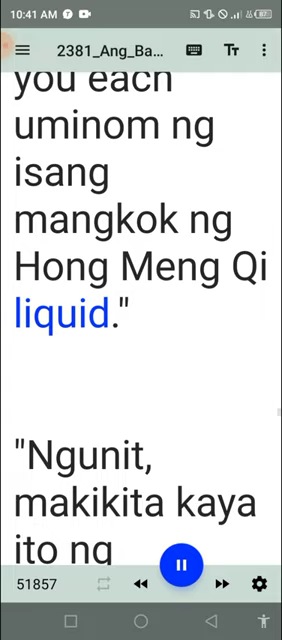 10:41 AM
2381_Ang_Ba...
you each
uminom ng
isang
mangkok ng
Hong Meng Qi
liquid."
"Ngunit,
makikita kaya
ito ng
51857